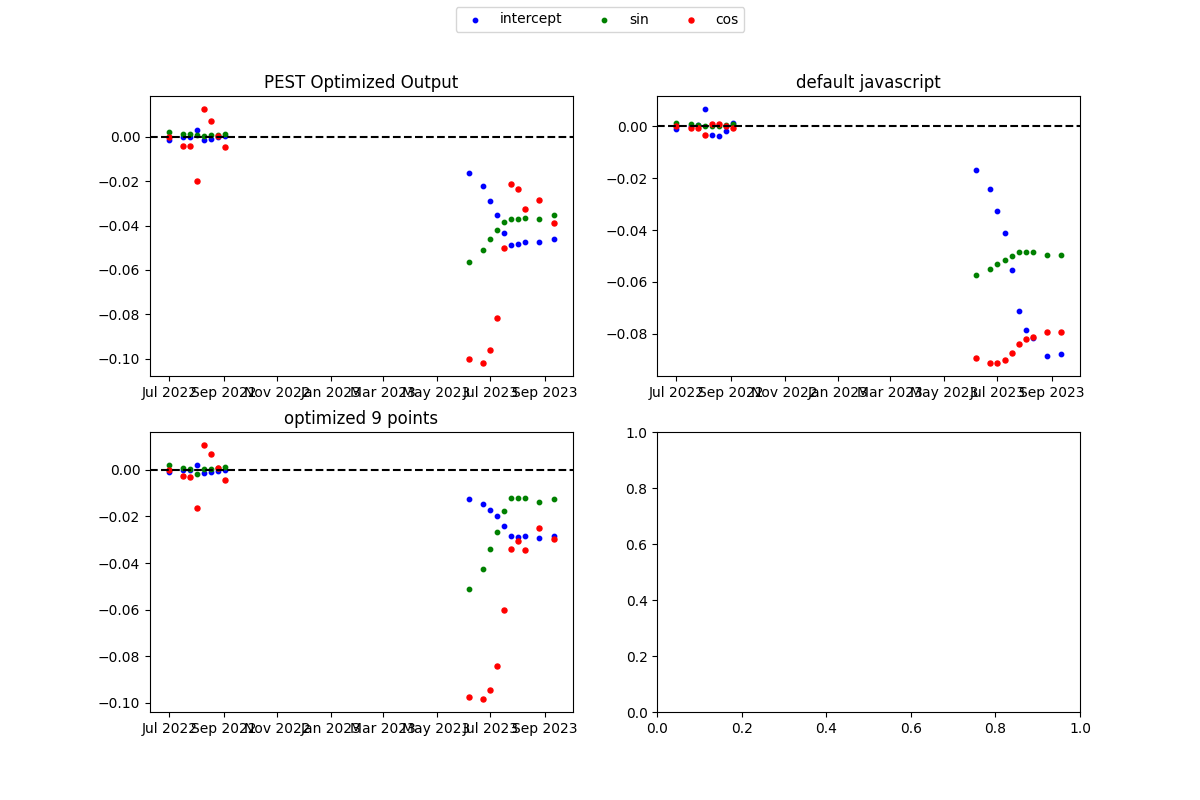 intercept sin cos
PEST Optimized Output
0.00
−0.02
−0.04
−0.06
−0.08
−0.10
Jul 2022 Sep 2022 Nov 2022 Jan 2023 Mar 2023 May 2023 Jul 2023 Sep 2023
default javascript
0.00
−0.02
−0.04
−0.06
−0.08
Jul 2022 Sep 2022 Nov 2022 Jan 2023 Mar 2023 May 2023 Jul 2023 Sep 2023
optimized 9 points
0.00
−0.02
−0.04
−0.06
−0.08
−0.10
Jul 2022 Sep 2022 Nov 2022 Jan 2023 Mar 2023 May 2023 Jul 2023 Sep 2023
1.0
0.8
0.6
0.4
0.2
0.0
0.0 0.2 0.4 0.6 0.8 1.0